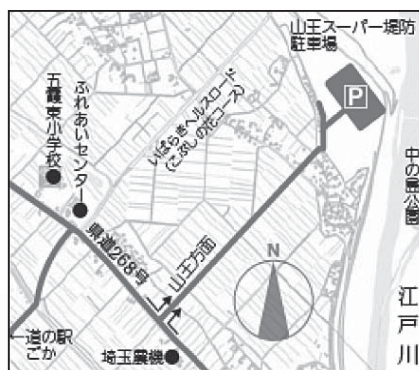 山王スーパー堤防
駐車場
P
五霞東小学校
ふれあいセンター
いばらきヘルスロード
(こぶしの花コース)
中の島公園
県道268号
山王方面
N
江戸川
←道の駅
ごか
埼玉農機